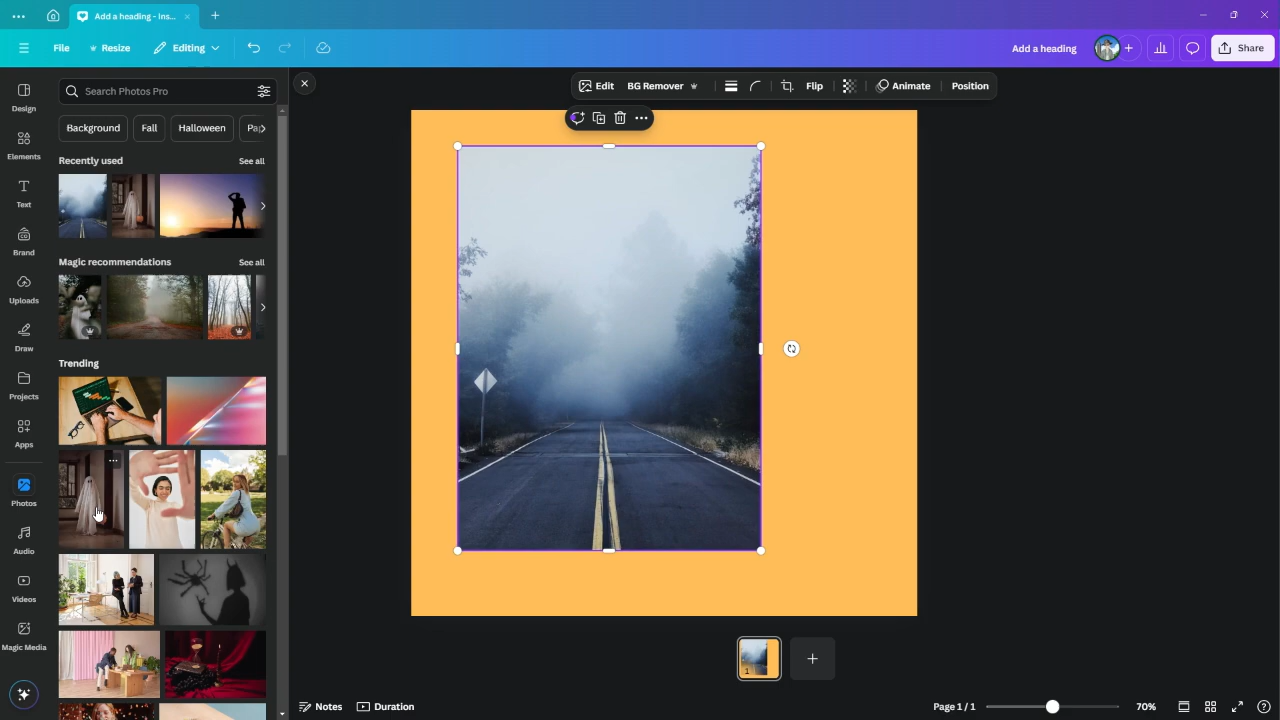 Add a heading - Ins...
File
Resize
Editing
Add a heading
Share
Design
Elements
Text
Brand
Uploads
Draw
Projects
Apps
Photos
Audio
Videos
Magic Media
Search Photos Pro
Background
Fall
Halloween
Recently used
See all
Magic recommendations
See all
Trending
Edit
BG Remover
Flip
Animate
Position
1
Notes
Duration
Page 1 / 1
70%